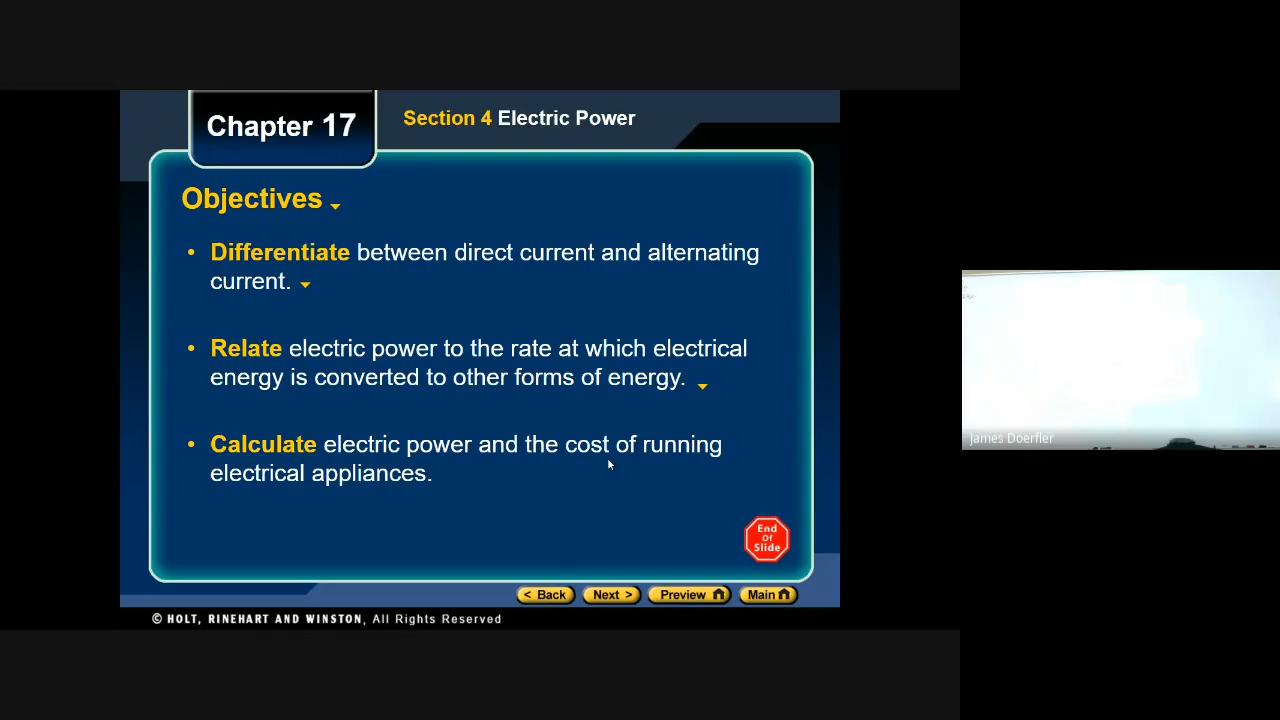 Chapter 17
Section 4 Electric Power
Objectives
• Differentiate between direct current and alternating
current.
• Relate electric power to the rate at which electrical
energy is converted to other forms of energy.
• Calculate electric power and the cost of running
electrical appliances.
End
Of
Slide
< Back
Next >
Preview
Main
© HOLT, RINEHART AND WINSTON, All Rights Reserved
James Doerfler